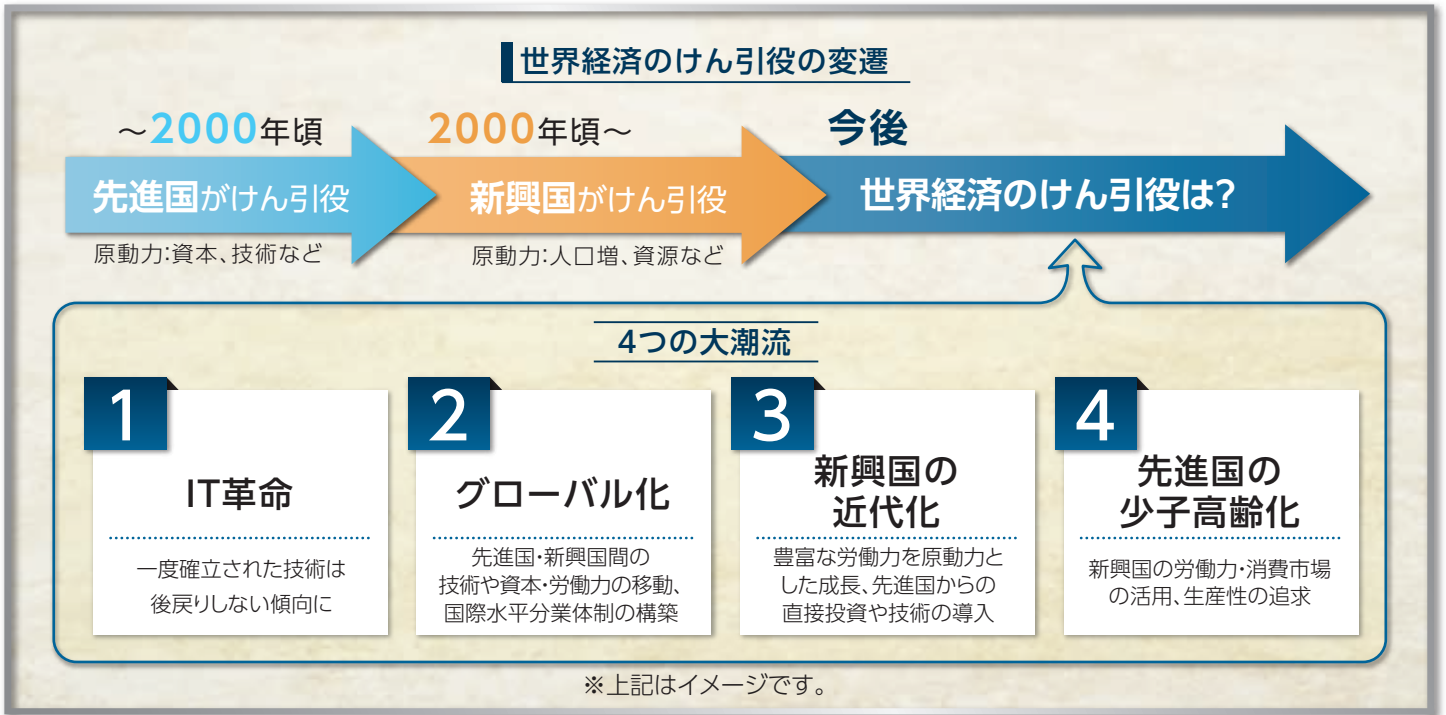 世界経済のけん引役の変遷
～2000年頃
先進国がけん引役
原動力:資本、技術など
2000年頃～
新興国がけん引役
原動力:人口増、資源など
今後
世界経済のけん引役は?
4つの大潮流
1
IT革命
一度確立された技術は
後戻りしない傾向に
2
グローバル化
先進国・新興国間の
技術や資本・労働力の移動、
国際水平分業体制の構築
3
新興国の
近代化
豊富な労働力を原動力と
した成長、先進国からの
直接投資や技術の導入
4
先進国の
少子高齢化
新興国の労働力・消費市場
の活用、生産性の追求
※上記はイメージです。